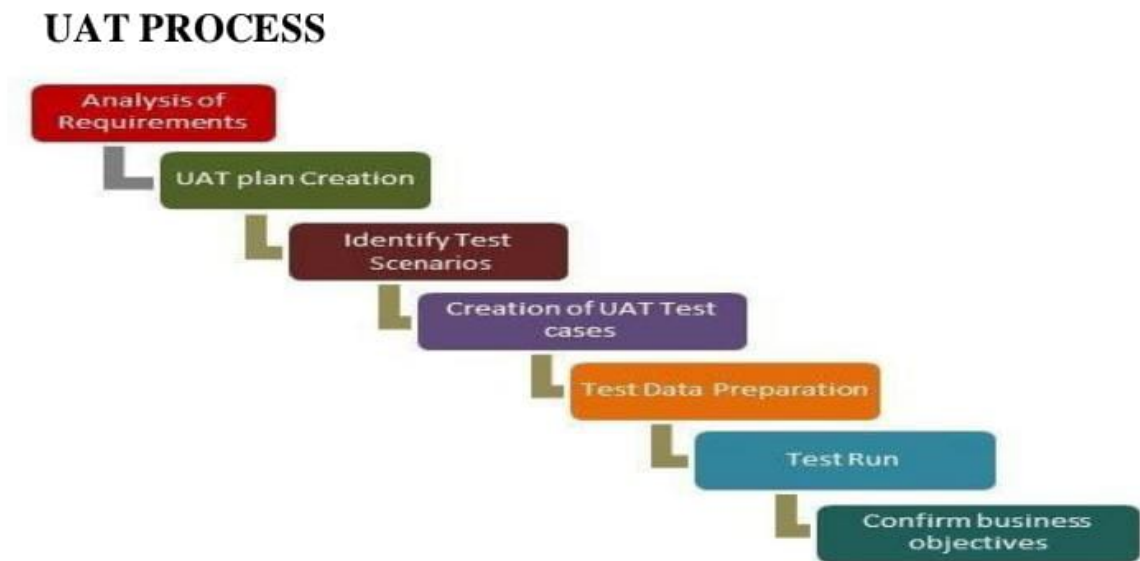 UAT PROCESS
Analysis of
Requirements
UAT plan Creation
Identify Test
Scenarios
Creation of UAT Test
cases
Test Data Preparation
Test Run
Confirm business
objectives